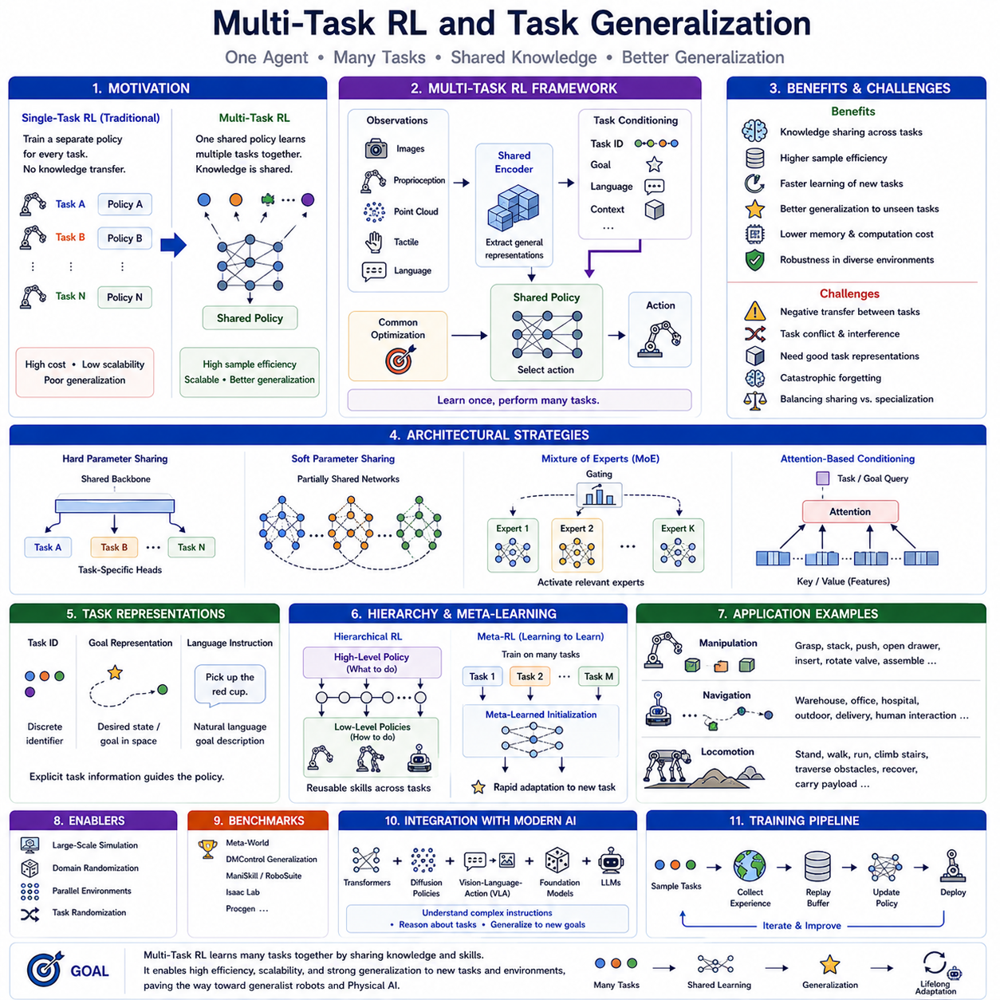 Multi-Task RL and Task Generalization
One Agent • Many Tasks • Shared Knowledge • Better Generalization
1. MOTIVATION
Single-Task RL (Traditional)
Train a separate policy
for every task.
No knowledge transfer.
Task A
Policy A
Task B
Policy B
Task N
Policy N
High cost • Low scalability
Poor generalization
Multi-Task RL
One shared policy learns
multiple tasks together.
Knowledge is shared.
Shared Policy
High sample efficiency
Scalable • Better generalization
2. MULTI-TASK RL FRAMEWORK
Observations
Images
Proprioception
Point Cloud
Tactile
Language
Shared
Encoder
Extract general
representations
Task Conditioning
Task ID
Goal
Language
Context
...
Common
Optimization
Shared Policy
Select action
Action
Learn once, perform many tasks.
3. BENEFITS & CHALLENGES
Benefits
Knowledge sharing across tasks
Higher sample efficiency
Faster learning of new tasks
Better generalization to unseen tasks
Lower memory & computation cost
Robustness in diverse environments
Challenges
Negative transfer between tasks
Task conflict & interference
Need good task representations
Catastrophic forgetting
Balancing sharing vs. specialization
4. ARCHITECTURAL STRATEGIES
Hard Parameter Sharing
Shared Backbone
Task A
Task B
...
Task N
Task-Specific Heads
Soft Parameter Sharing
Partially Shared Networks
Mixture of Experts (MoE)
Gating
Expert 1
Expert 2
...
Expert K
Activate relevant experts
Attention-Based Conditioning
Task / Goal Query
Attention
Key / Value (Features)
5. TASK REPRESENTATIONS
Task ID
Discrete
identifier
Goal Representation
Desired state /
goal in space
Language Instruction
Pick up the
red cup.
Natural language
goal description
Explicit task information guides the policy.
6. HIERARCHY & META-LEARNING
Hierarchical RL
High-Level Policy
(What to do)
Low-Level Policies
(How to do)
Reusable skills across tasks
Meta-RL (Learning to Learn)
Train on many tasks
Task 1
Task 2
...
Task M
Meta-Learned Initialization
Rapid adaptation to new task
7. APPLICATION EXAMPLES
Manipulation
Grasp, stack, push, open drawer,
insert, rotate valve, assemble ...
Navigation
Warehouse, office, hospital,
outdoor, delivery, human interaction ...
Locomotion
Stand, walk, run, climb stairs,
traverse obstacles, recover,
carry payload ...
8. ENABLERS
Large-Scale Simulation
Domain Randomization
Parallel Environments
Task Randomization
9. BENCHMARKS
Meta-World
DMControl Generalization
ManiSkill / RoboSuite
Isaac Lab
Procgen ...
10. INTEGRATION WITH MODERN AI
Transformers
+
Diffusion
Policies
+
Vision-Language-
Action (VLA)
+
Foundation
Models
+
LLMs
Understand complex instructions
• Reason about tasks • Generalize to new goals
11. TRAINING PIPELINE
Sample Tasks
Collect
Experience
Replay
Buffer
Update
Policy
Deploy
Iterate & Improve
GOAL
Multi-Task RL learns many tasks together by sharing knowledge and skills.
It enables high efficiency, scalability, and strong generalization to new tasks and environments,
paving the way toward generalist robots and Physical AI.
Many Tasks
Shared Learning
Generalization
Lifelong
Adaptation